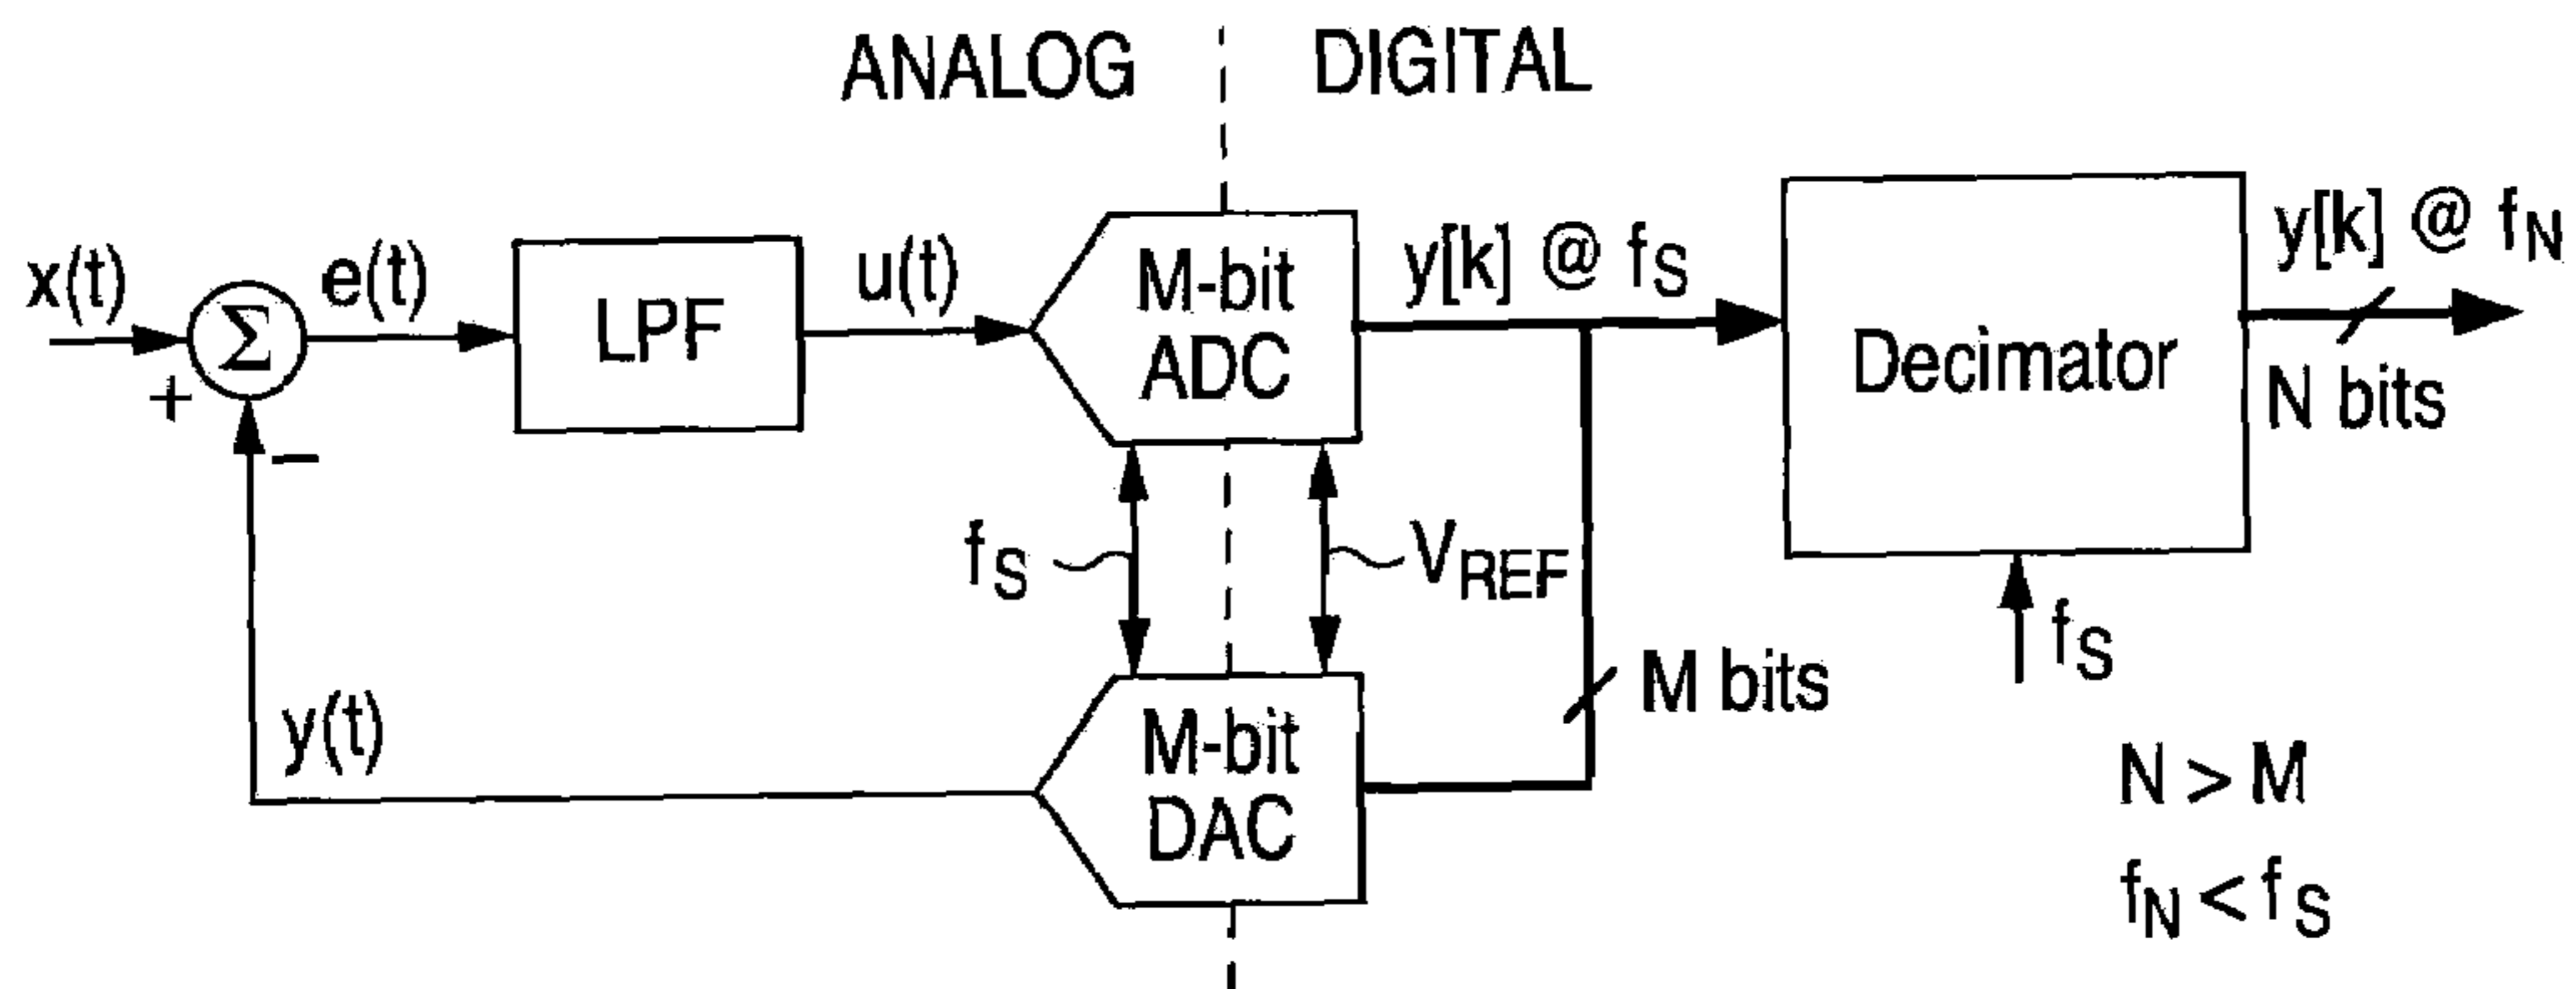 ANALOG
DIGITAL
x(t)
+
Σ
−
e(t)
LPF
u(t)
M-bit
ADC
y[k] @ fS
Decimator
y[k] @ fN
N bits
fS
VREF
fS
M bits
y(t)
M-bit
DAC
N > M
fN < fS